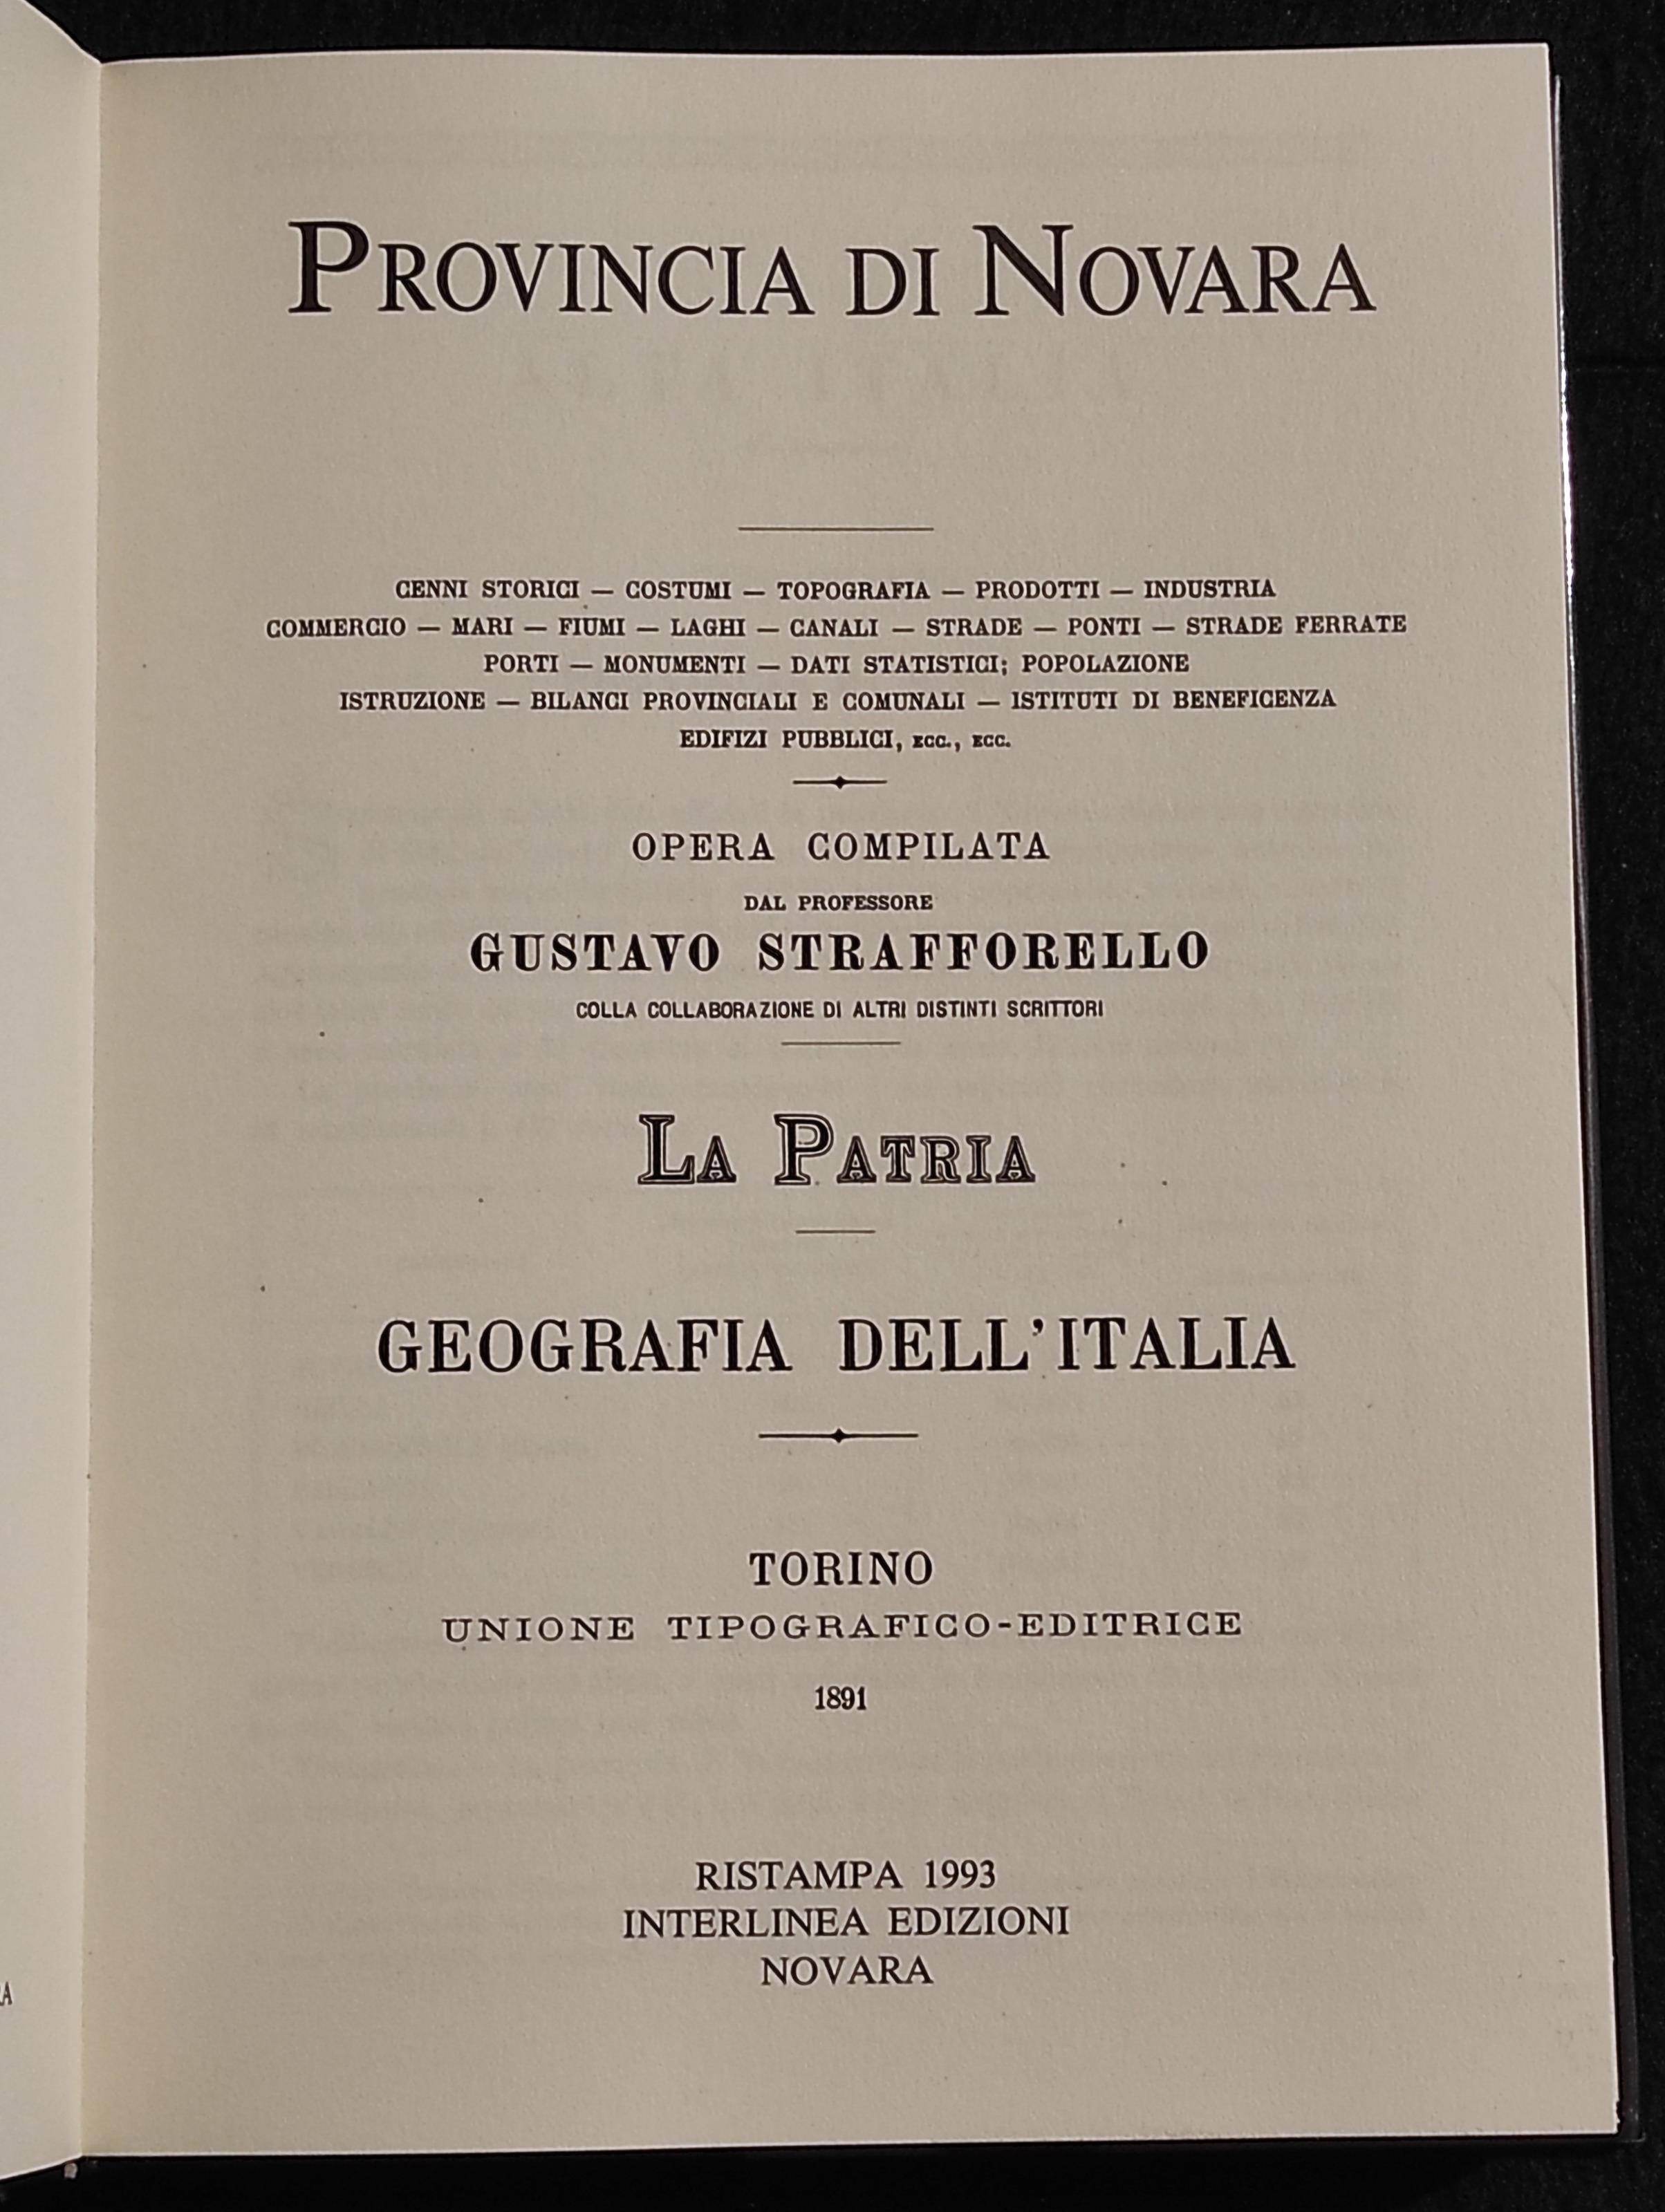 PROVINCIA DI NOVARA
CENNI STORICI — COSTUMI — TOPOGRAFIA — PRODOTTI — INDUSTRIA
COMMERCIO — MARI — FIUMI — LAGHI — CANALI — STRADE — PONTI — STRADE FERRATE
PORTI — MONUMENTI — DATI STATISTICI; POPOLAZIONE
ISTRUZIONE — BILANCI PROVINCIALI E COMUNALI — ISTITUTI DI BENEFICENZA
EDIFIZI PUBBLICI, ECC., ECC.
OPERA COMPILATA
DAL PROFESSORE
GUSTAVO STRAFFORELLO
COLLA COLLABORAZIONE DI ALTRI DISTINTI SCRITTORI
LA PATRIA
GEOGRAFIA DELL'ITALIA
TORINO
UNIONE TIPOGRAFICO-EDITRICE
1891
RISTAMPA 1993
INTERLINEA EDIZIONI
NOVARA